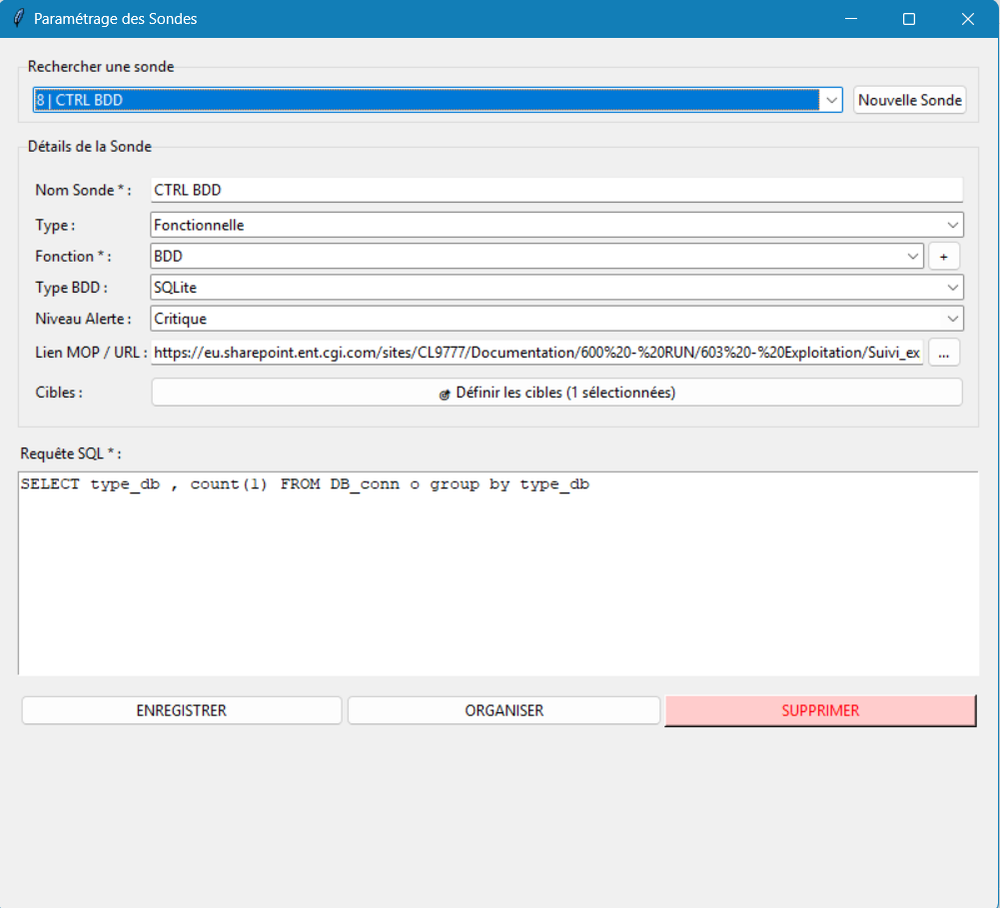 Paramétrage des Sondes
Rechercher une sonde
8 | CTRL BDD
Nouvelle Sonde
Détails de la Sonde
Nom Sonde * : CTRL BDD
Type : Fonctionnelle
Fonction * : BDD +
Type BDD : SQLite
Niveau Alerte : Critique
Lien MOP / URL : https://eu.sharepoint.ent.cgi.com/sites/CL9777/Documentation/600%20-%20RUN/603%20-%20Exploitation/Suivi_ex ...
Cibles : Définir les cibles (1 sélectionnées)
Requête SQL * :
SELECT type_db , count(1) FROM DB_conn o group by type_db
ENREGISTRER ORGANISER SUPPRIMER